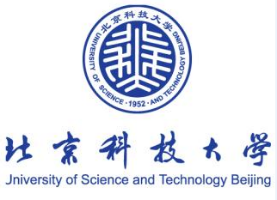 北京科技大学
UNIVERSITY OF SCIENCE AND TECHNOLOGY BEIJING
·1952·
北京科技大学
University of Science and Technology Beijing